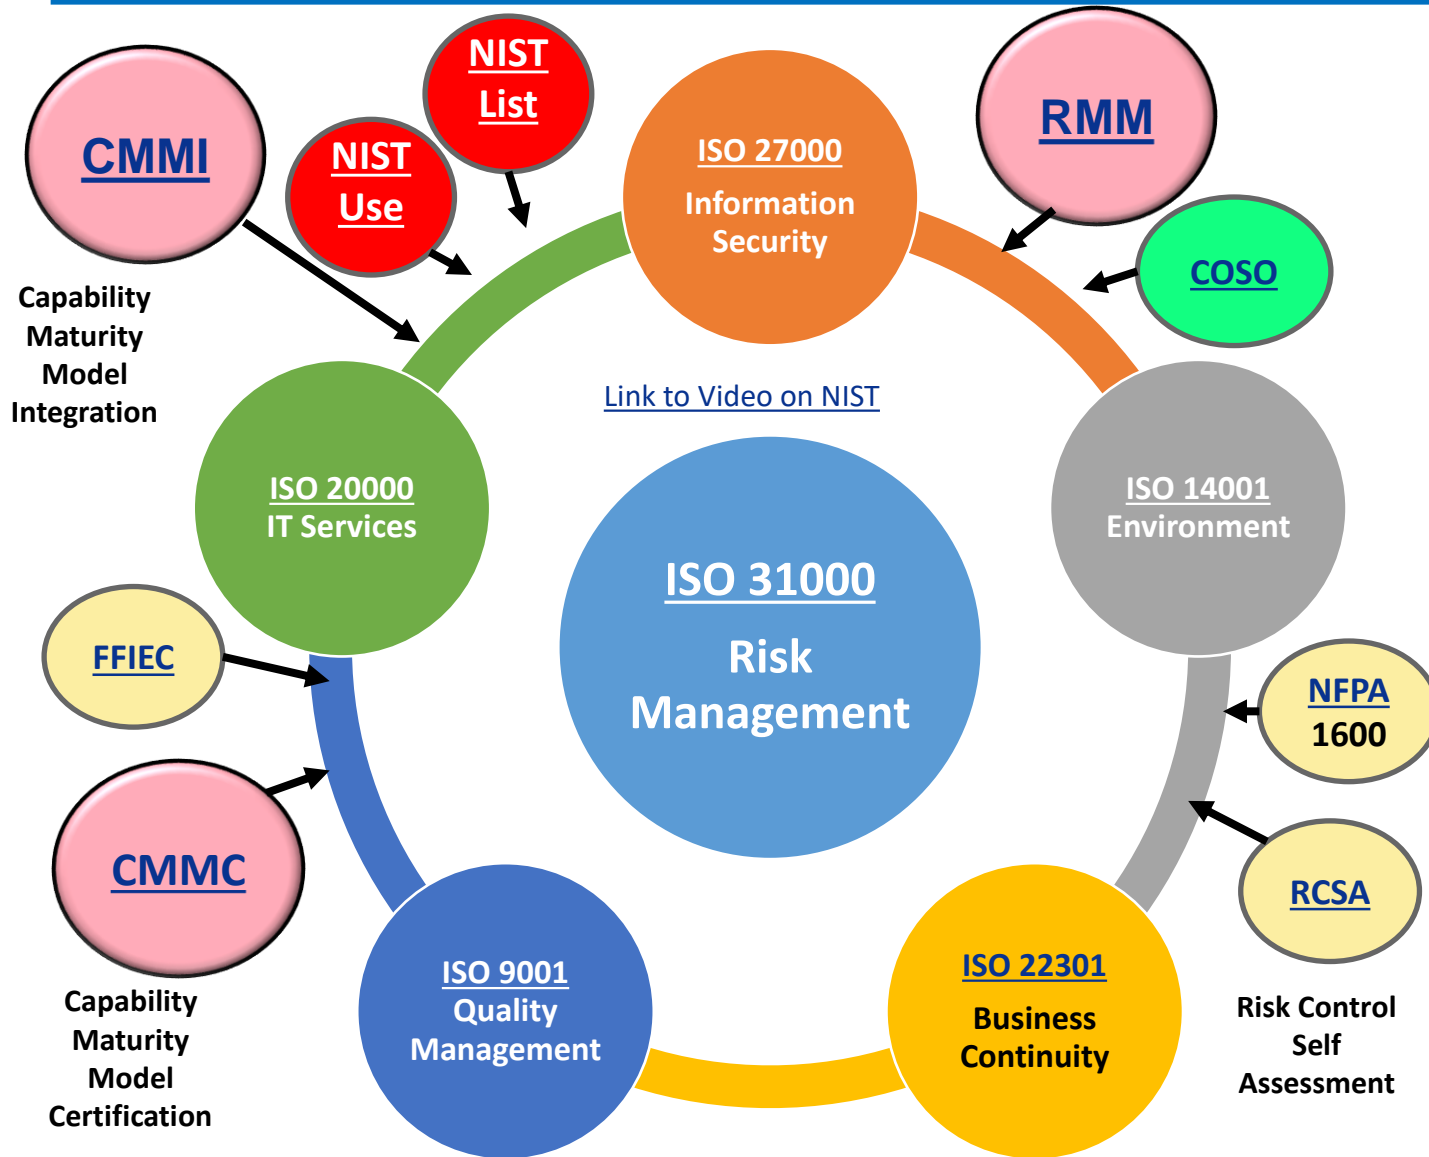 NIST
List
NIST
Use
CMMI
Capability
Maturity
Model
Integration
ISO 27000
Information
Security
RMM
COSO
Link to Video on NIST
ISO 20000
IT Services
ISO 14001
Environment
ISO 31000
Risk
Management
FFIEC
NFPA
1600
CMMC
Capability
Maturity
Model
Certification
RCSA
Risk Control
Self
Assessment
ISO 9001
Quality
Management
ISO 22301
Business
Continuity